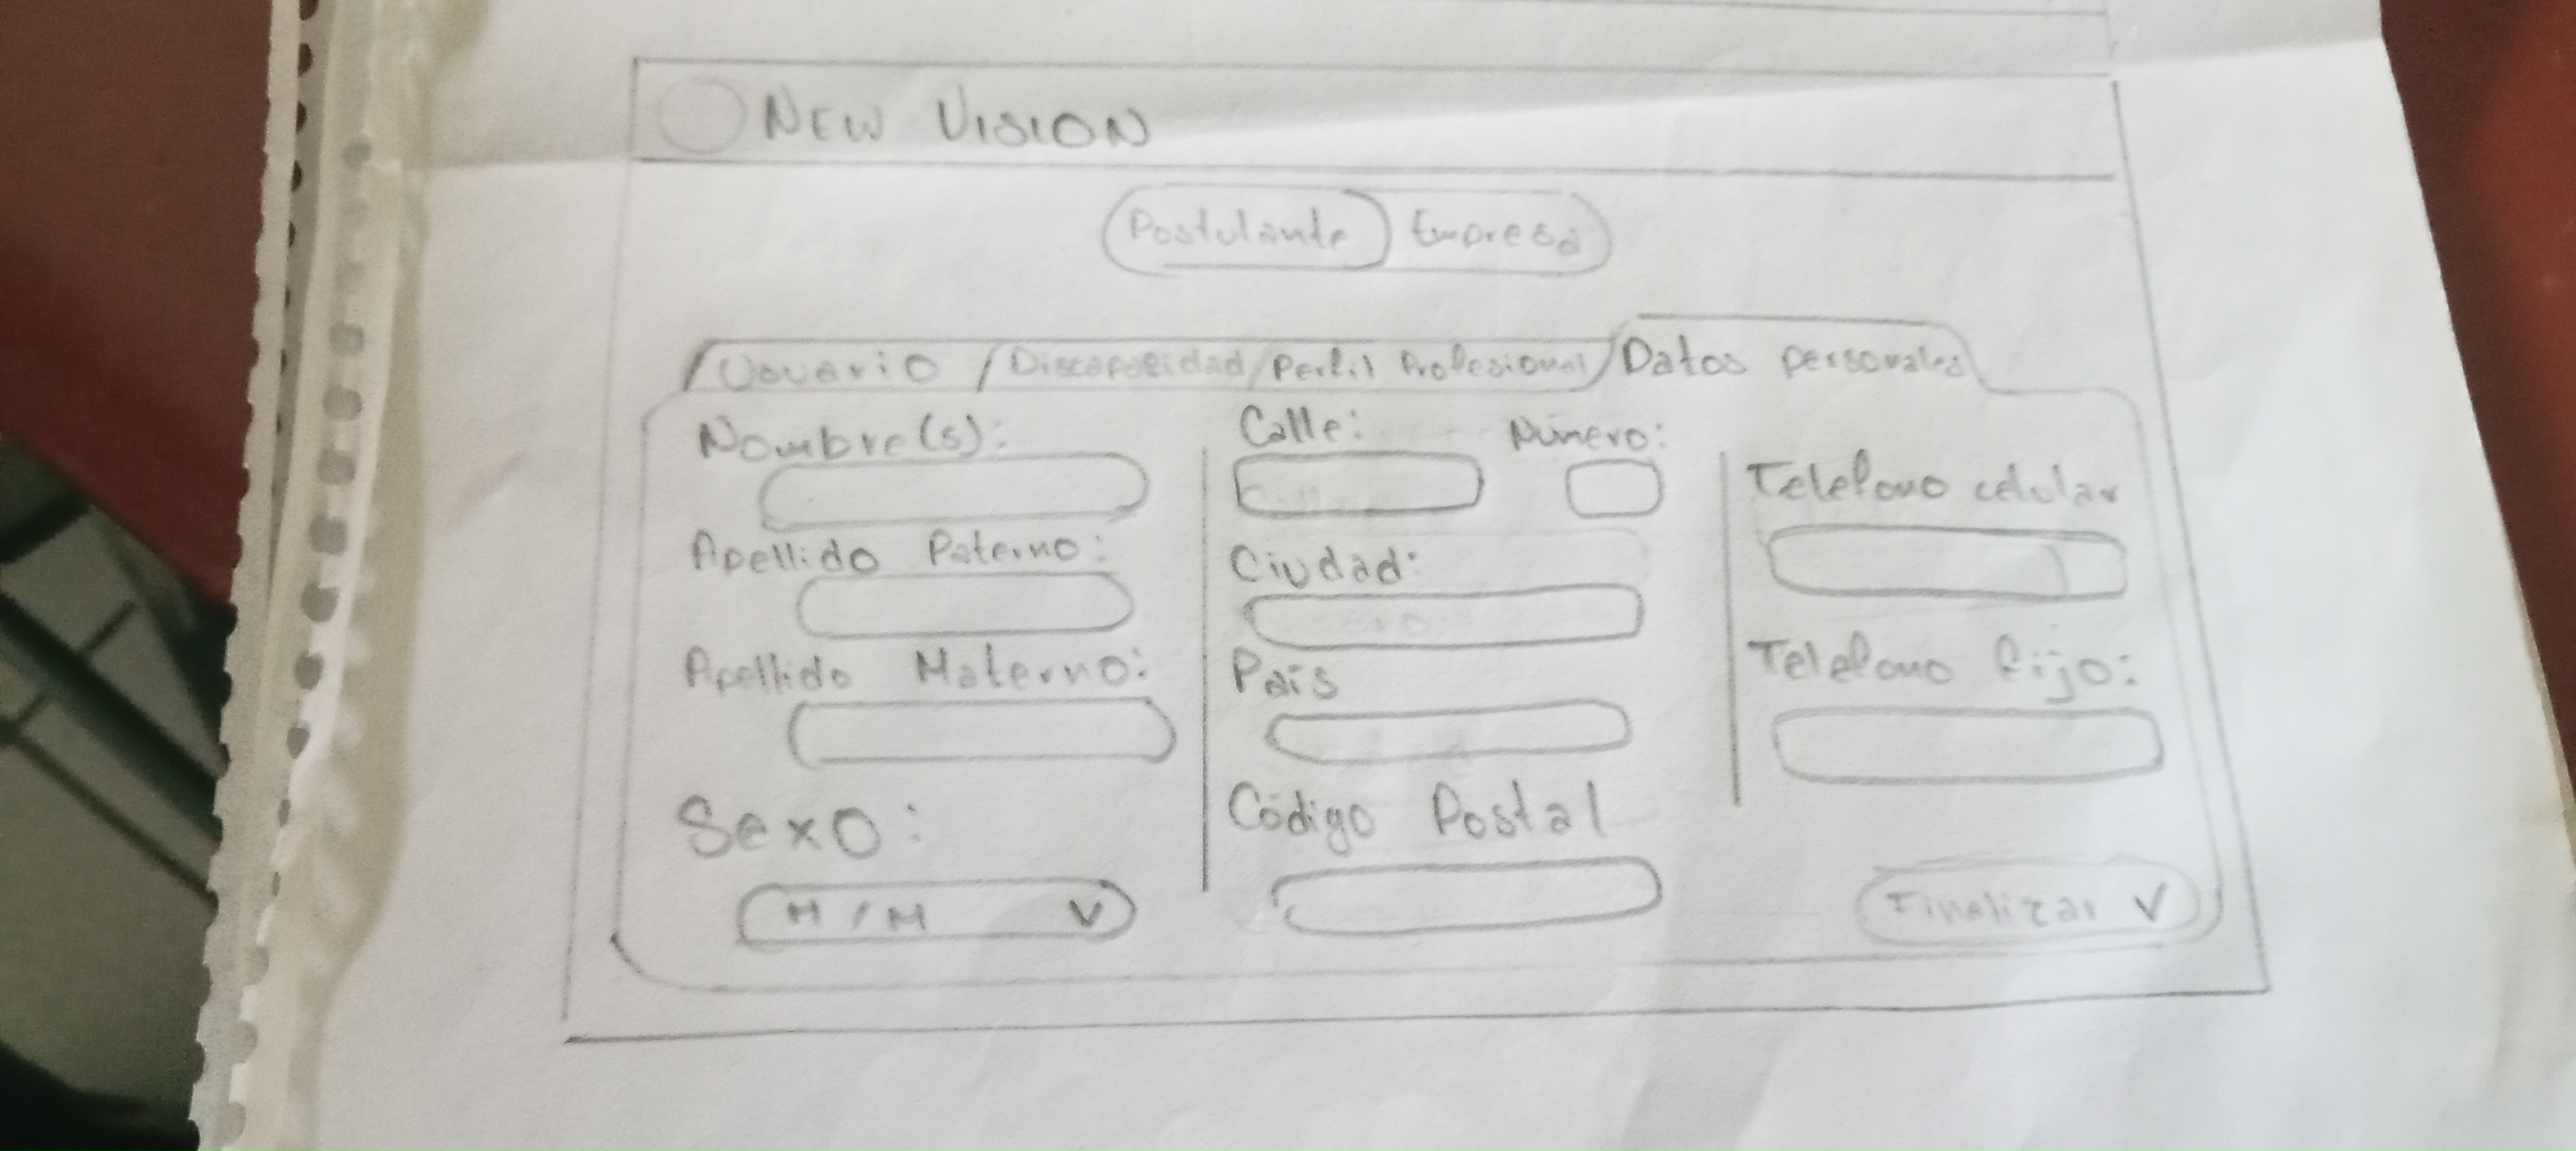 NEW VISION
Postulante Empresa
Usuario Discapacidad Perfil Profesional Datos personales
Nombre(s):
Apellido Paterno:
Apellido Materno:
Sexo:
H / M V
Calle: Número:
Ciudad:
País
Código Postal
Telefono celular
Telefono fijo:
Finalizar ✓